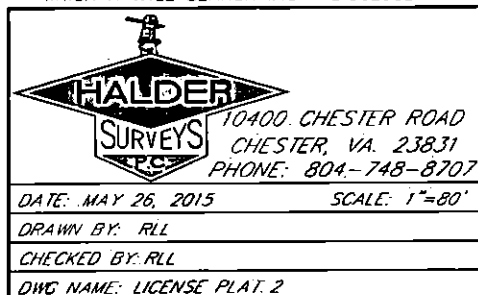 HALDER
SURVEYS
P.C.
10400 CHESTER ROAD
CHESTER, VA. 23831
PHONE: 804-748-8707
DATE: MAY 26, 2015 SCALE: 1"=80'
DRAWN BY: RLL
CHECKED BY: RLL
DWG NAME: LICENSE PLAT. 2